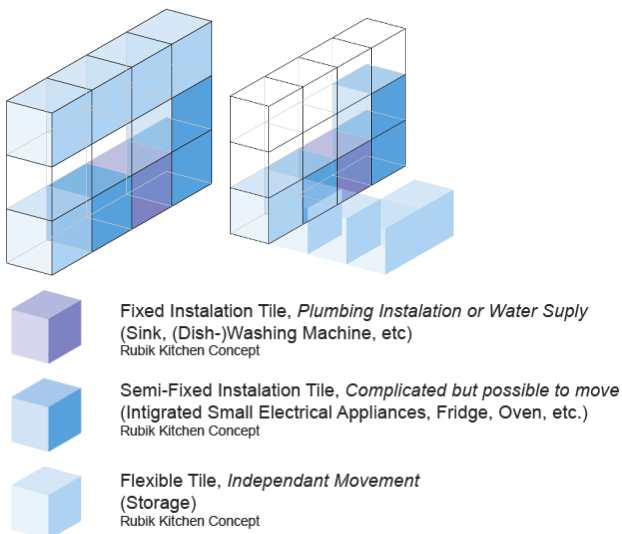 Fixed Instalation Tile, Plumbing Instalation or Water Suply
(Sink, (Dish-)Washing Machine, etc)
Rubik Kitchen Concept
Semi-Fixed Instalation Tile, Complicated but possible to move
(Intigrated Small Electrical Appliances, Fridge, Oven, etc.)
Rubik Kitchen Concept
Flexible Tile, Independant Movement
(Storage)
Rubik Kitchen Concept